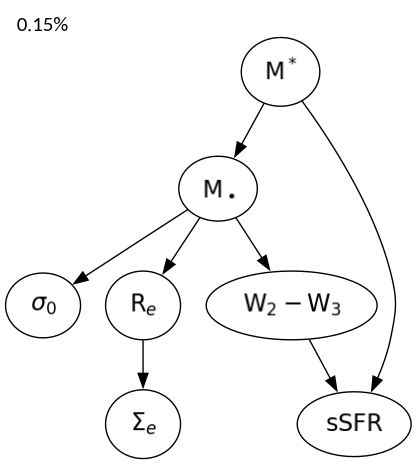 0.15%
M*
M•
σ₀
Rₑ
W₂ − W₃
Σₑ
sSFR